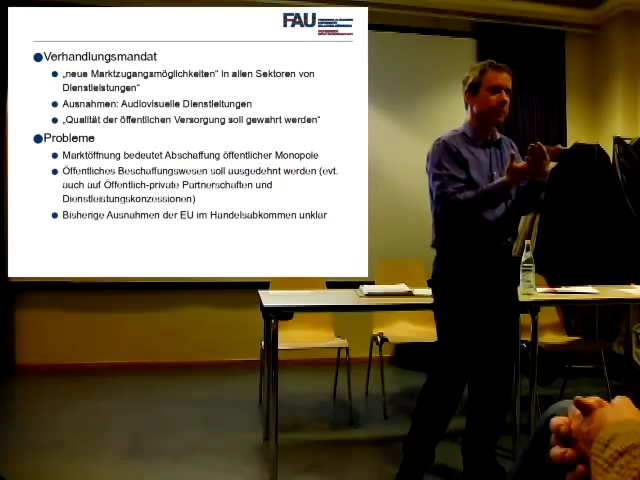 FAU
Verhandlungsmandat
„neue Marktzugangsmöglichkeiten“ in allen Sektoren von
Dienstleistungen“
Ausnahmen: Audiovisuelle Dienstleitungen
„Qualität der öffentlichen Versorgung soll gewahrt werden“
Probleme
Marktöffnung bedeutet Abschaffung öffentlicher Monopole
Öffentliches Beschaffungswesen soll ausgedehnt werden (evt.
auch auf Öffentlich-private Partnerschaften und
Dienstleistungskonzessionen)
Bisherige Ausnahmen der EU im Handelsabkommen unklar